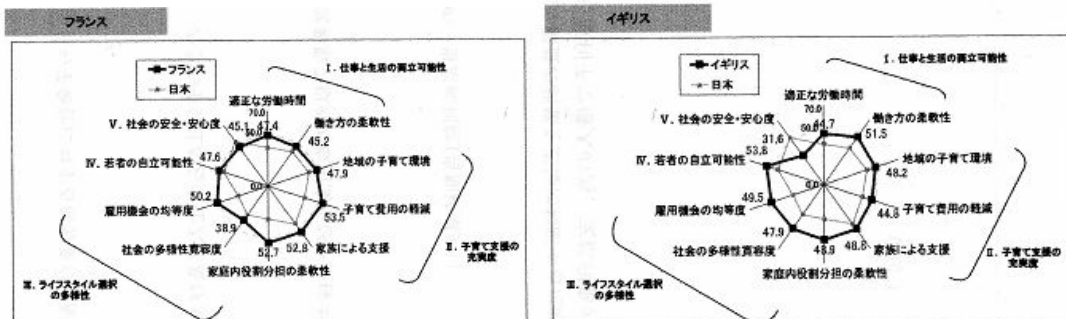 フランス
フランス
日本
Ⅰ. 仕事と生活の両立可能性
適正な労働時間
70.0
50.0
0.0
47.4
働き方の柔軟性
45.2
地域の子育て環境
47.9
子育て費用の軽減
53.5
家族による支援
52.8
家庭内役割分担の柔軟性
52.7
社会の多様性寛容度
38.9
雇用機会の均等度
50.2
Ⅳ. 若者の自立可能性
47.6
Ⅴ. 社会の安全・安心度
45.1
Ⅱ. 子育て支援の
充実度
Ⅲ. ライフスタイル選択
の多様性
イギリス
イギリス
日本
Ⅰ. 仕事と生活の両立可能性
適正な労働時間
70.0
50.0
0.0
44.7
働き方の柔軟性
51.5
地域の子育て環境
48.2
子育て費用の軽減
44.8
家族による支援
48.8
家庭内役割分担の柔軟性
48.9
社会の多様性寛容度
47.9
雇用機会の均等度
49.5
Ⅳ. 若者の自立可能性
53.8
Ⅴ. 社会の安全・安心度
31.6
Ⅱ. 子育て支援の
充実度
Ⅲ. ライフスタイル選択
の多様性